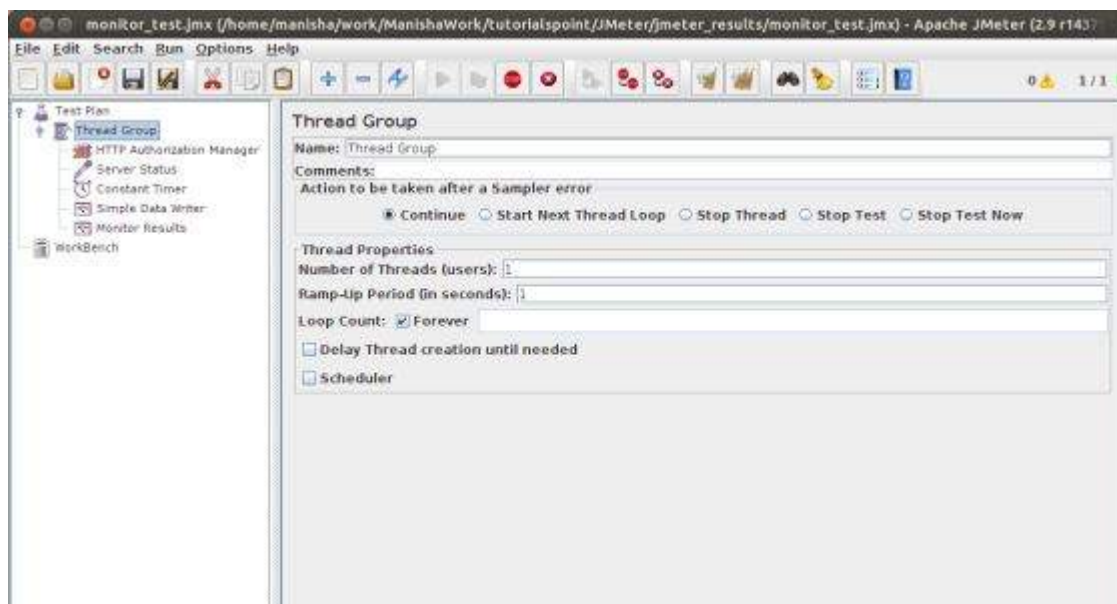 monitor_test.jmx (/home/manisha/work/ManishaWork/tutorialspoint/JMeter/jmeter_results/monitor_test.jmx) - Apache JMeter (2.9 r1437
File Edit Search Run Options Help
0 1 / 1
Test Plan
Thread Group
HTTP Authorization Manager
Server Status
Constant Timer
Simple Data Writer
Monitor Results
WorkBench
Thread Group
Name: Thread Group
Comments:
Action to be taken after a Sampler error
Continue Start Next Thread Loop Stop Thread Stop Test Stop Test Now
Thread Properties
Number of Threads (users): 1
Ramp-Up Period (in seconds): 1
Loop Count: Forever
Delay Thread creation until needed
Scheduler